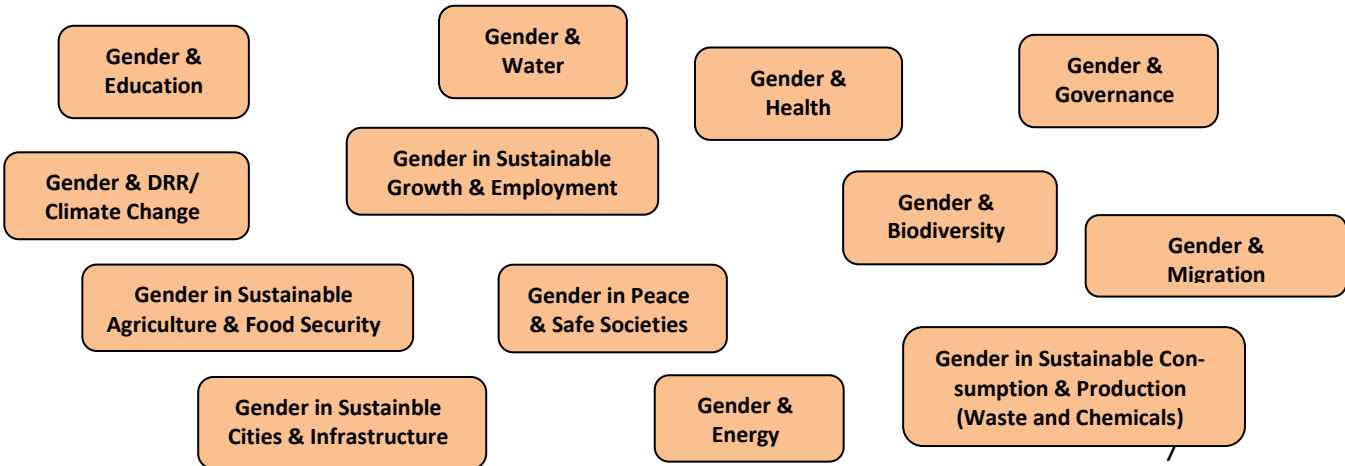 Gender &
Education
Gender &
Water
Gender &
Health
Gender &
Governance
Gender & DRR/
Climate Change
Gender in Sustainable
Growth & Employment
Gender &
Biodiversity
Gender &
Migration
Gender in Sustainable
Agriculture & Food Security
Gender in Peace
& Safe Societies
Gender in Sustainable Con-
sumption & Production
(Waste and Chemicals)
Gender in Sustainble
Cities & Infrastructure
Gender &
Energy